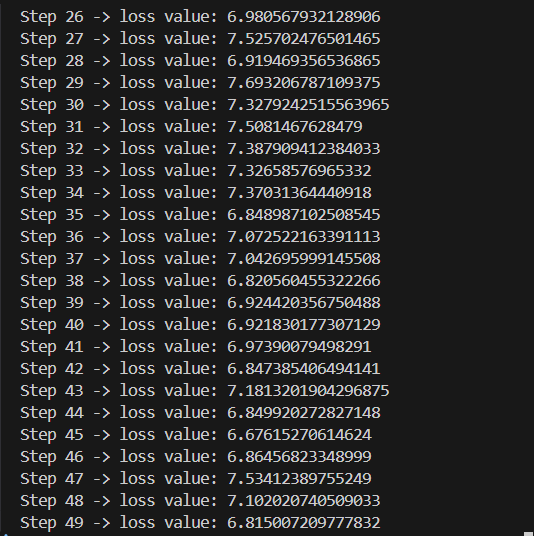 Step 26 -> loss value: 6.980567932128906
Step 27 -> loss value: 7.525702476501465
Step 28 -> loss value: 6.919469356536865
Step 29 -> loss value: 7.693206787109375
Step 30 -> loss value: 7.3279242515563965
Step 31 -> loss value: 7.5081467628479
Step 32 -> loss value: 7.387909412384033
Step 33 -> loss value: 7.32658576965332
Step 34 -> loss value: 7.37031364440918
Step 35 -> loss value: 6.848987102508545
Step 36 -> loss value: 7.072522163391113
Step 37 -> loss value: 7.042695999145508
Step 38 -> loss value: 6.820560455322266
Step 39 -> loss value: 6.924420356750488
Step 40 -> loss value: 6.921830177307129
Step 41 -> loss value: 6.97390079498291
Step 42 -> loss value: 6.847385406494141
Step 43 -> loss value: 7.1813201904296875
Step 44 -> loss value: 6.849920272827148
Step 45 -> loss value: 6.67615270614624
Step 46 -> loss value: 6.86456823348999
Step 47 -> loss value: 7.53412389755249
Step 48 -> loss value: 7.102020740509033
Step 49 -> loss value: 6.815007209777832